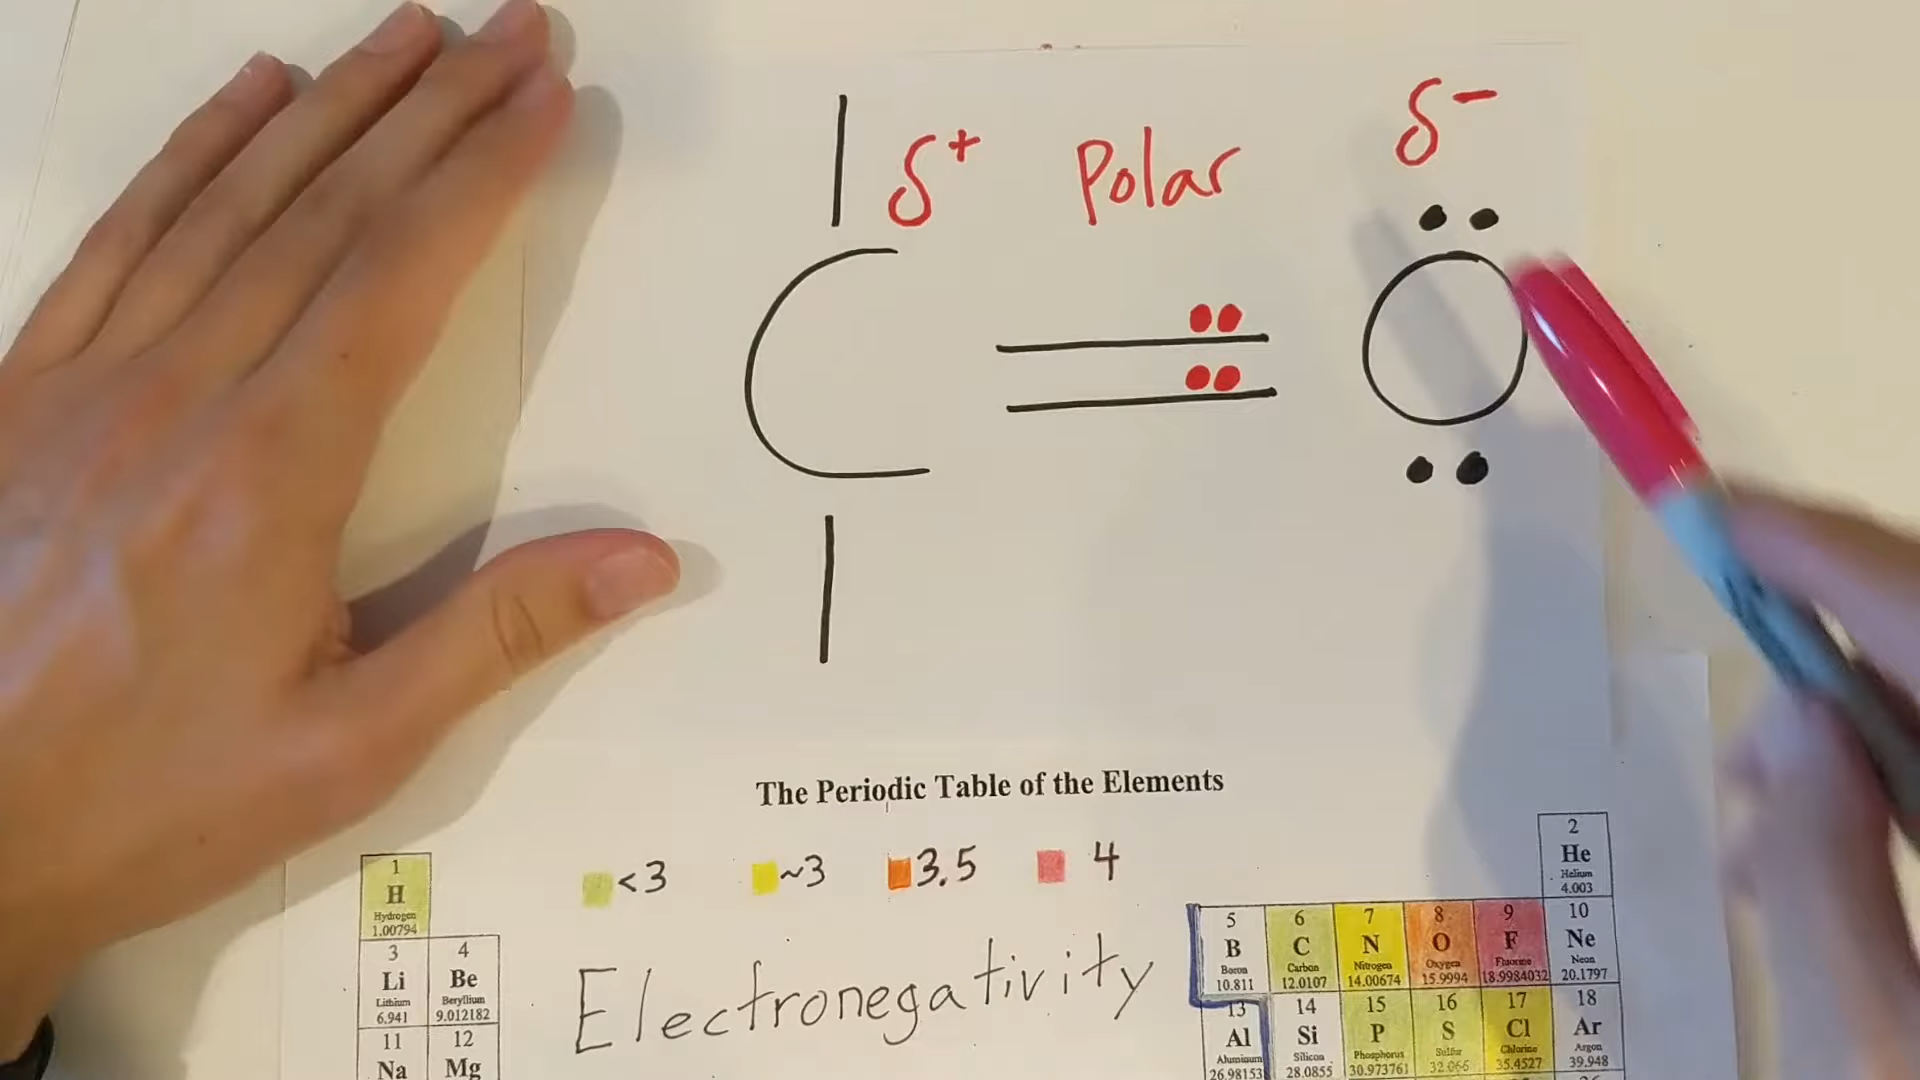 δ+ Polar δ-
C O
The Periodic Table of the Elements
<3 ~3 3.5 4
Electronegativity
1
H
Hydrogen
1.00794
3
Li
Lithium
6.941
11
Na
4
Be
Beryllium
9.012182
12
Mg
5
B
Boron
10.811
13
Al
Aluminum
26.98153
6
C
Carbon
12.0107
14
Si
Silicon
28.0855
7
N
Nitrogen
14.00674
15
P
Phosphorus
30.973761
8
O
Oxygen
15.9994
16
S
Sulfur
32.066
9
F
Fluorine
18.9984032
17
Cl
Chlorine
35.4527
2
He
Helium
4.003
10
Ne
Neon
20.1797
18
Ar
Argon
39.948